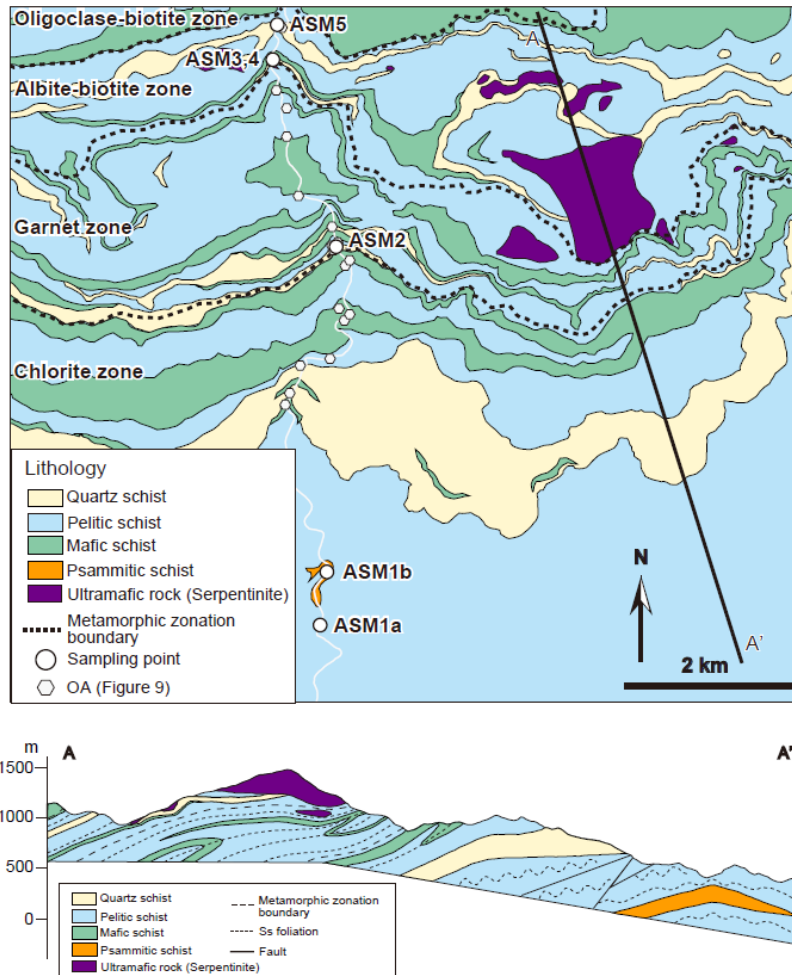 Oligoclase-biotite zone
ASM5
A
ASM3,4
Albite-biotite zone
Garnet zone
ASM2
Chlorite zone
Lithology
Quartz schist
Pelitic schist
Mafic schist
Psammitic schist
Ultramafic rock (Serpentinite)
Metamorphic zonation
boundary
Sampling point
OA (Figure 9)
ASM1b
ASM1a
N
A'
2 km
m
A
A'
1500
1000
500
0
Quartz schist
Pelitic schist
Mafic schist
Psammitic schist
Ultramafic rock (Serpentinite)
Metamorphic zonation
boundary
Ss foliation
Fault